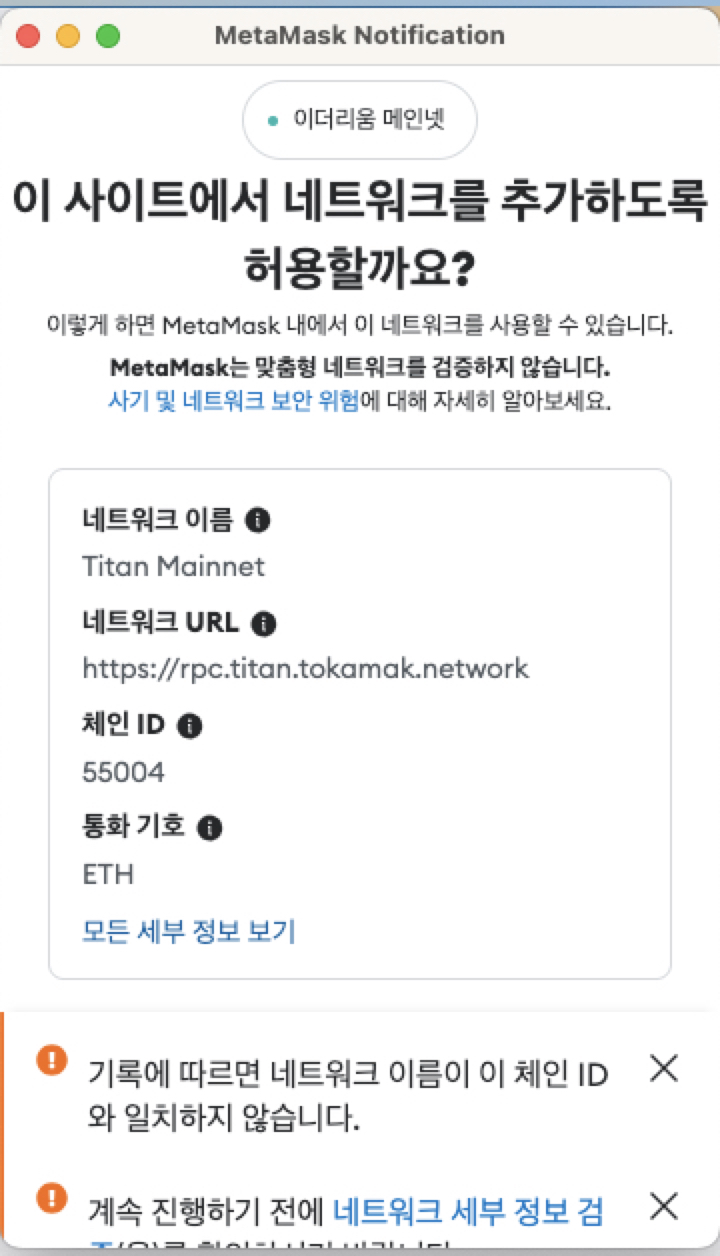 MetaMask Notification
이더리움 메인넷
이 사이트에서 네트워크를 추가하도록
허용할까요?
이렇게 하면 MetaMask 내에서 이 네트워크를 사용할 수 있습니다.
MetaMask는 맞춤형 네트워크를 검증하지 않습니다.
사기 및 네트워크 보안 위험에 대해 자세히 알아보세요.
네트워크 이름
Titan Mainnet
네트워크 URL
https://rpc.titan.tokamak.network
체인 ID
55004
통화 기호
ETH
모든 세부 정보 보기
기록에 따르면 네트워크 이름이 이 체인 ID
와 일치하지 않습니다.
계속 진행하기 전에 네트워크 세부 정보 검